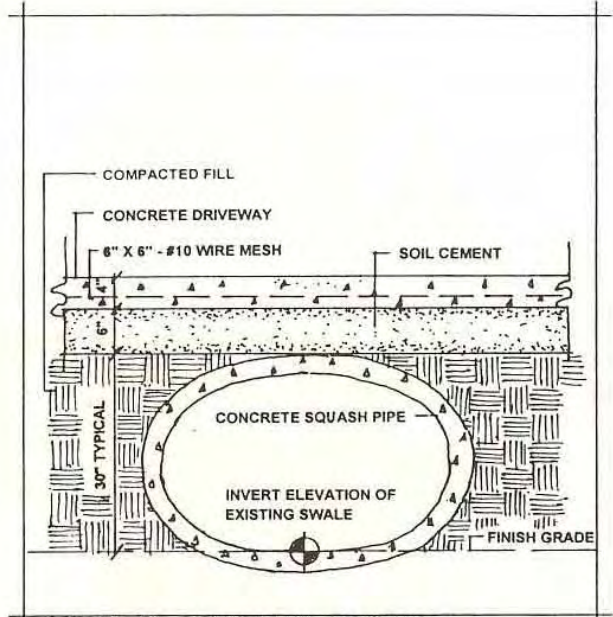 COMPACTED FILL
CONCRETE DRIVEWAY
6" X 6" - #10 WIRE MESH
SOIL CEMENT
4"
6"
30" TYPICAL
CONCRETE SQUASH PIPE
INVERT ELEVATION OF
EXISTING SWALE
FINISH GRADE